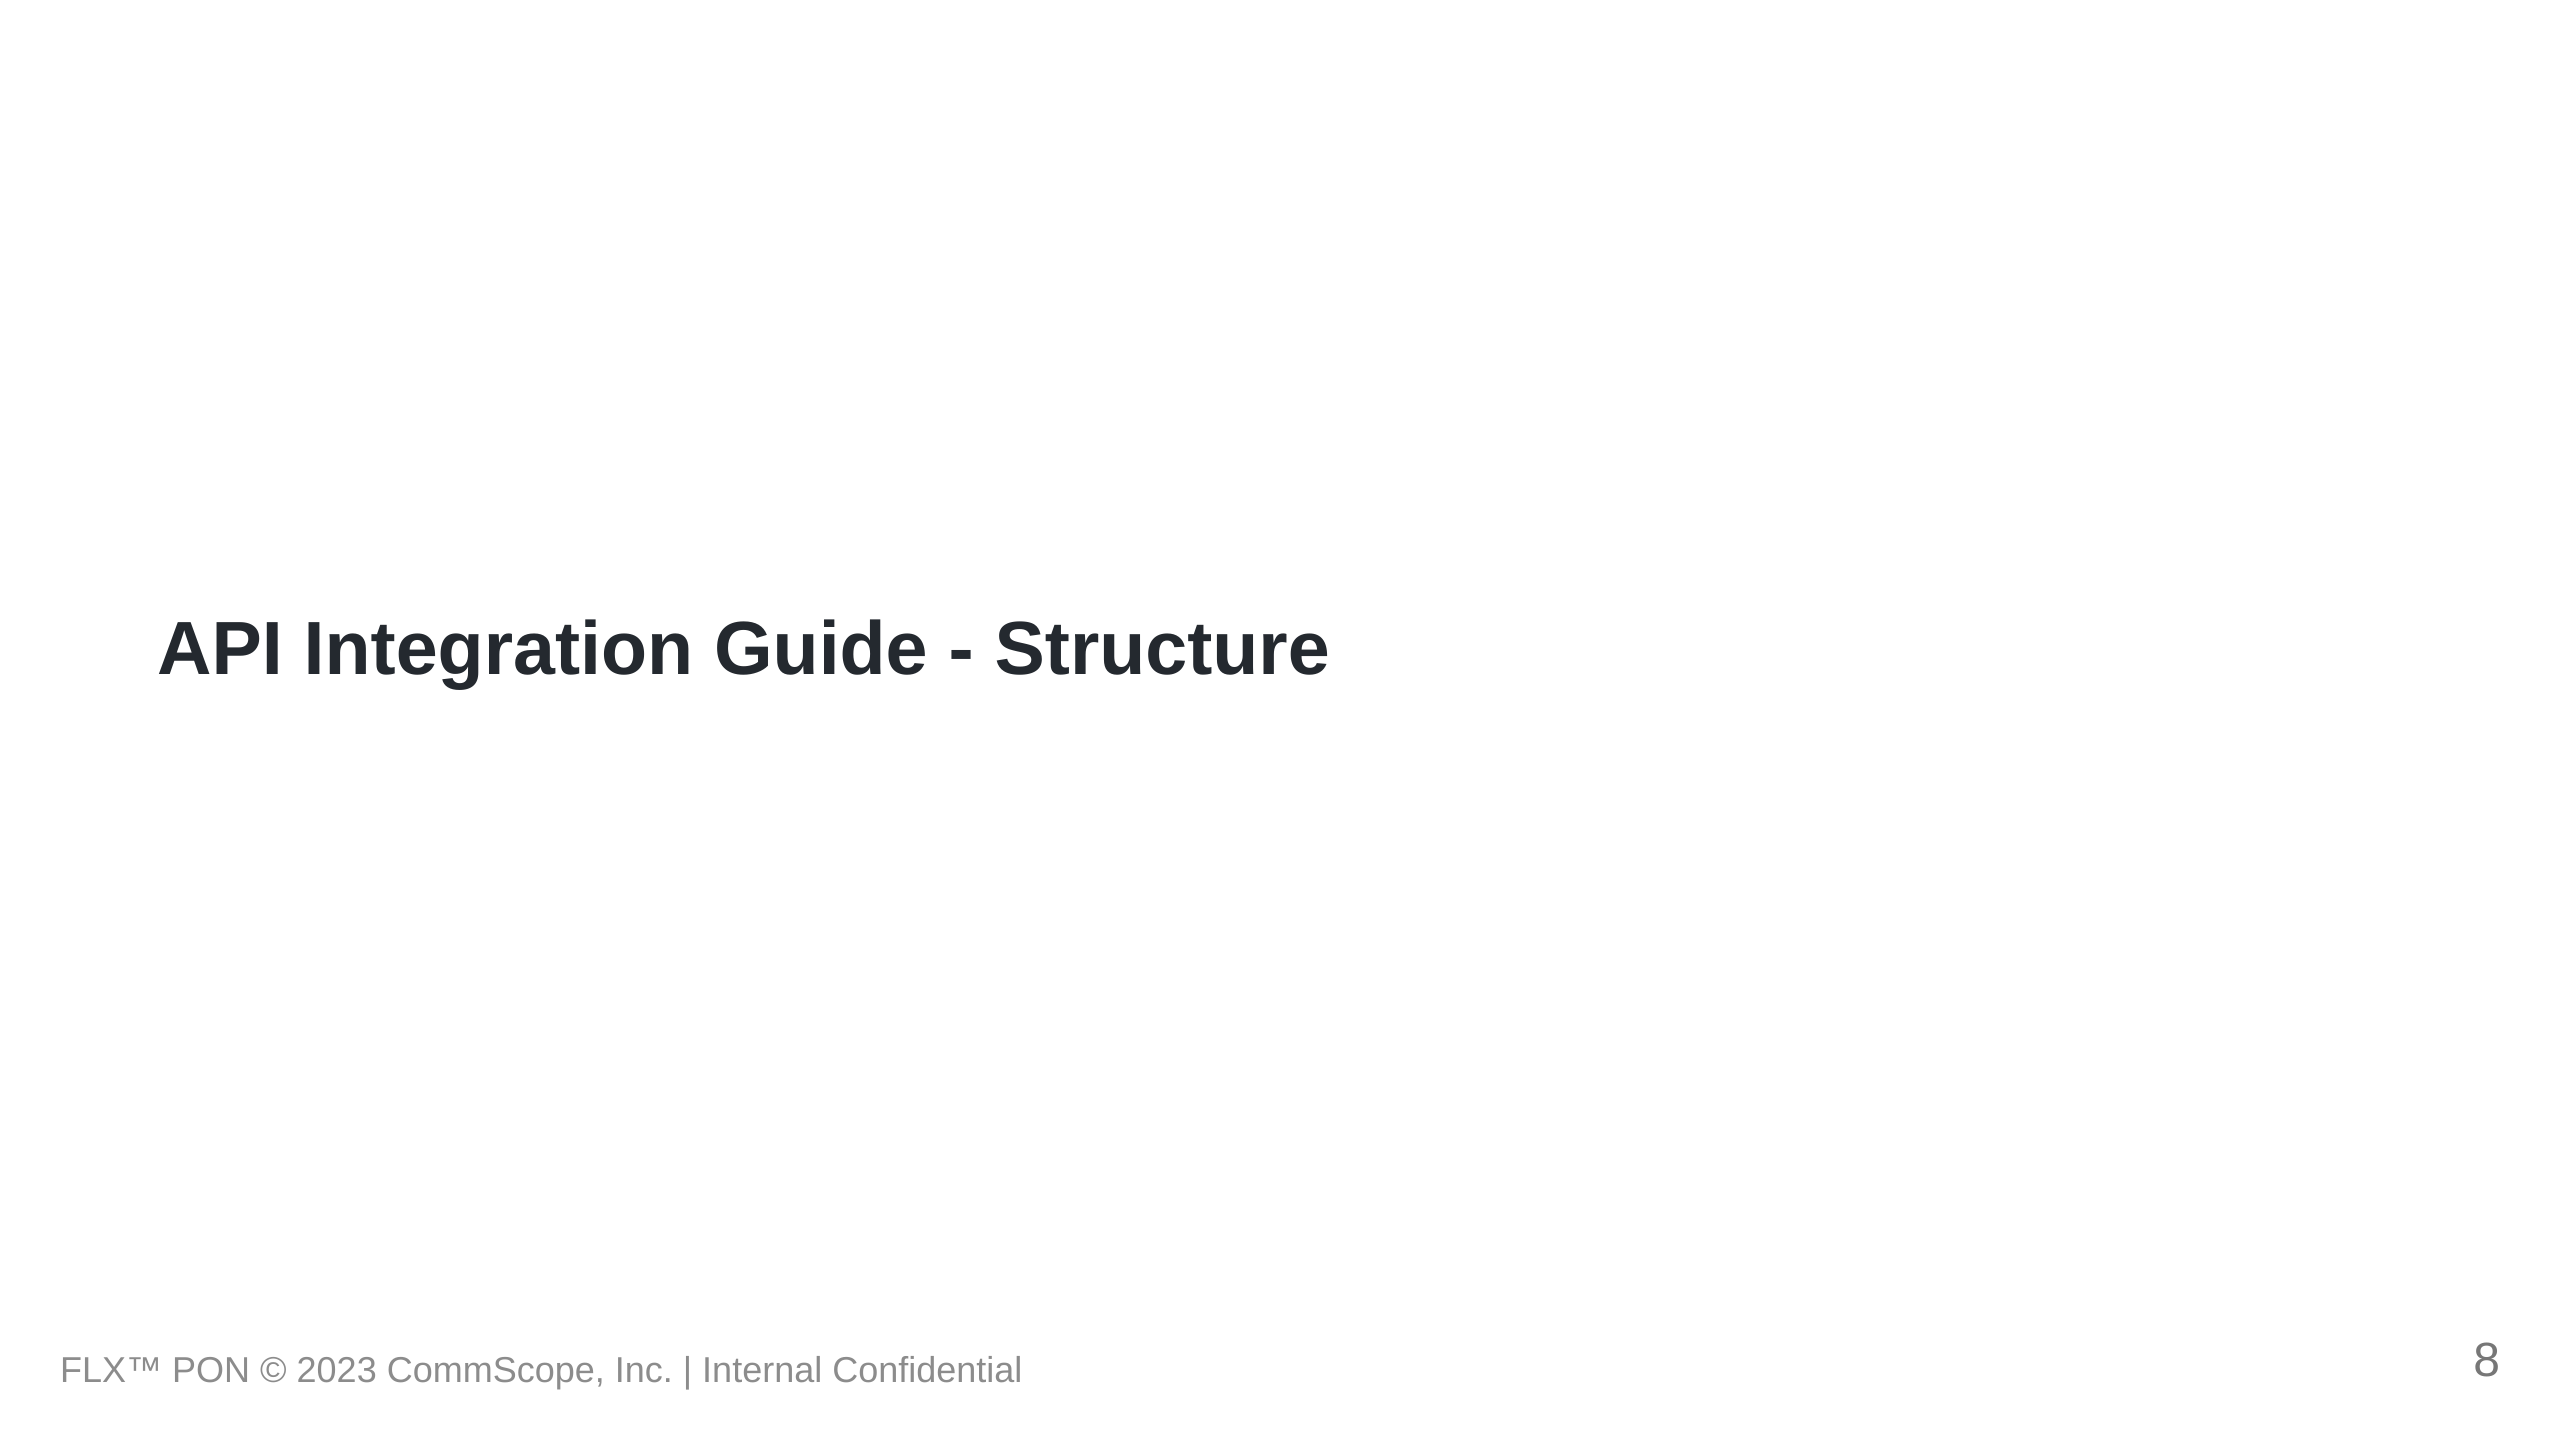 API Integration Guide - Structure
FLX™ PON © 2023 CommScope, Inc. | Internal Confidential
8